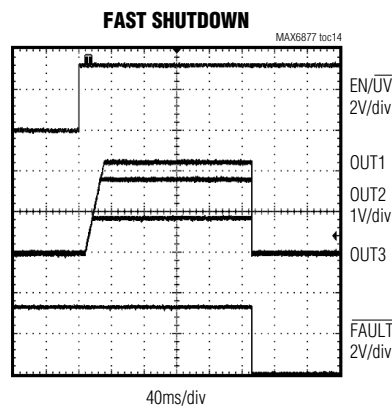 FAST SHUTDOWN
MAX6877 toc14
EN/UV
2V/div
OUT1
OUT2
1V/div
OUT3
FAULT
2V/div
40ms/div